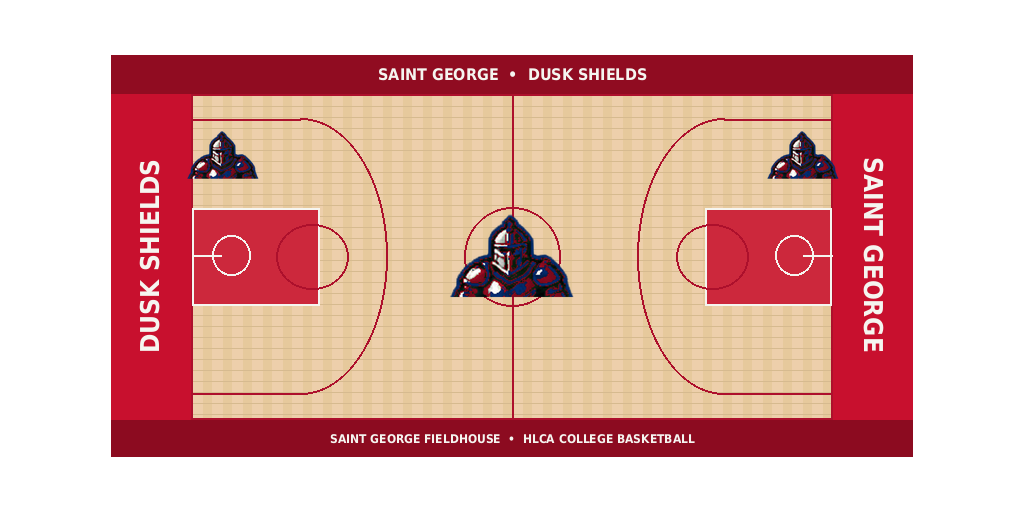 SAINT GEORGE • DUSK SHIELDS
DUSK SHIELDS
SAINT GEORGE
SAINT GEORGE FIELDHOUSE • HLCA COLLEGE BASKETBALL